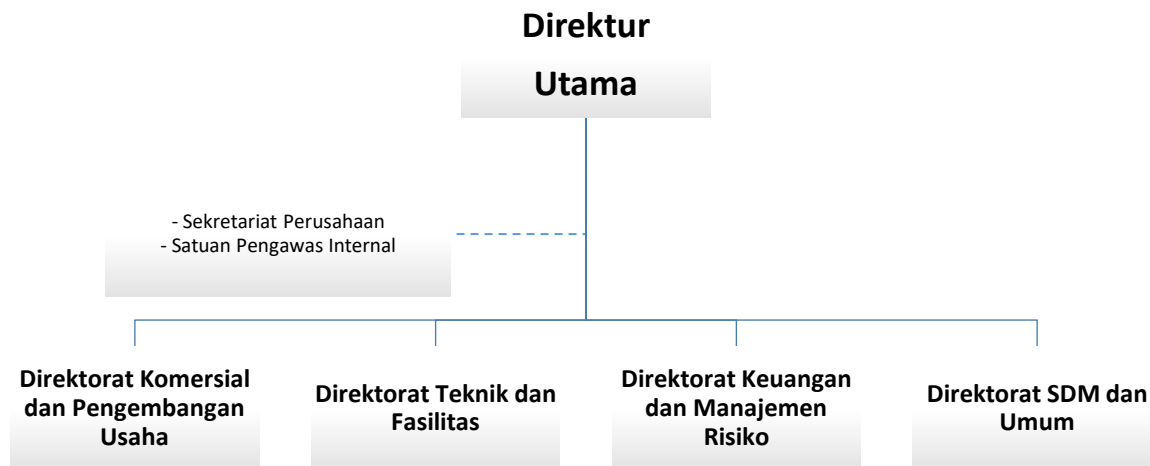 Direktur
Utama
- Sekretariat Perusahaan
- Satuan Pengawas Internal
Direktorat Komersial
dan Pengembangan
Usaha
Direktorat Teknik dan
Fasilitas
Direktorat Keuangan
dan Manajemen
Risiko
Direktorat SDM dan
Umum